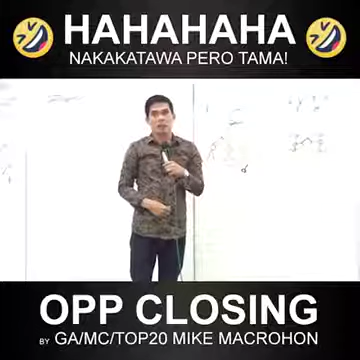 HAHAHAHA
NAKAKATAWA PERO TAMA!
OPP CLOSING
BY GA/MC/TOP20 MIKE MACROHON